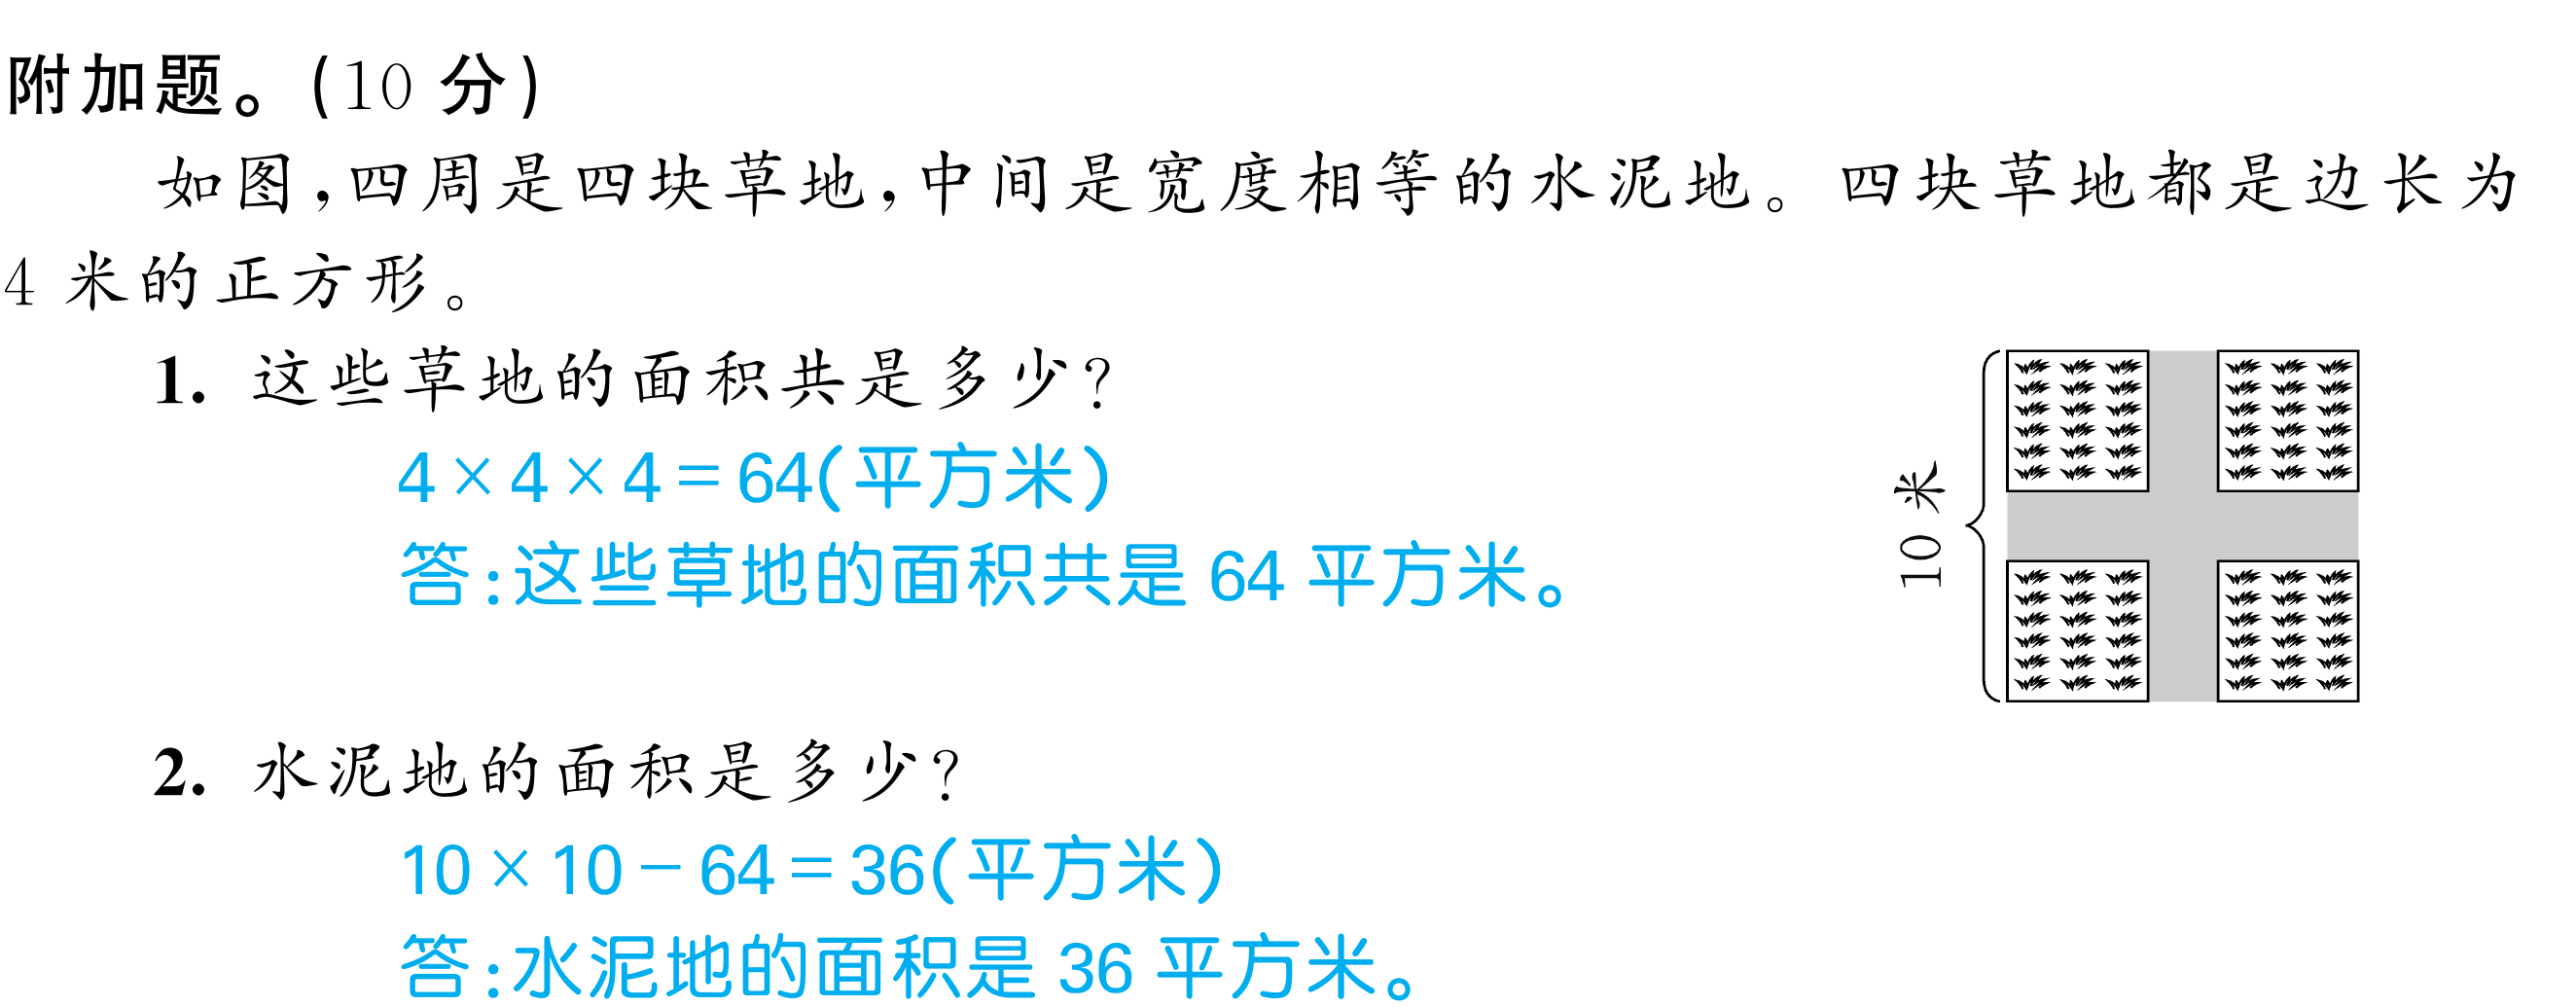 附加题。(10 分)
如图,四周是四块草地,中间是宽度相等的水泥地。四块草地都是边长为
4 米的正方形。
1. 这些草地的面积共是多少?
4×4×4=64(平方米)
答:这些草地的面积共是 64 平方米。
10 米
2. 水泥地的面积是多少?
10×10-64=36(平方米)
答:水泥地的面积是 36 平方米。